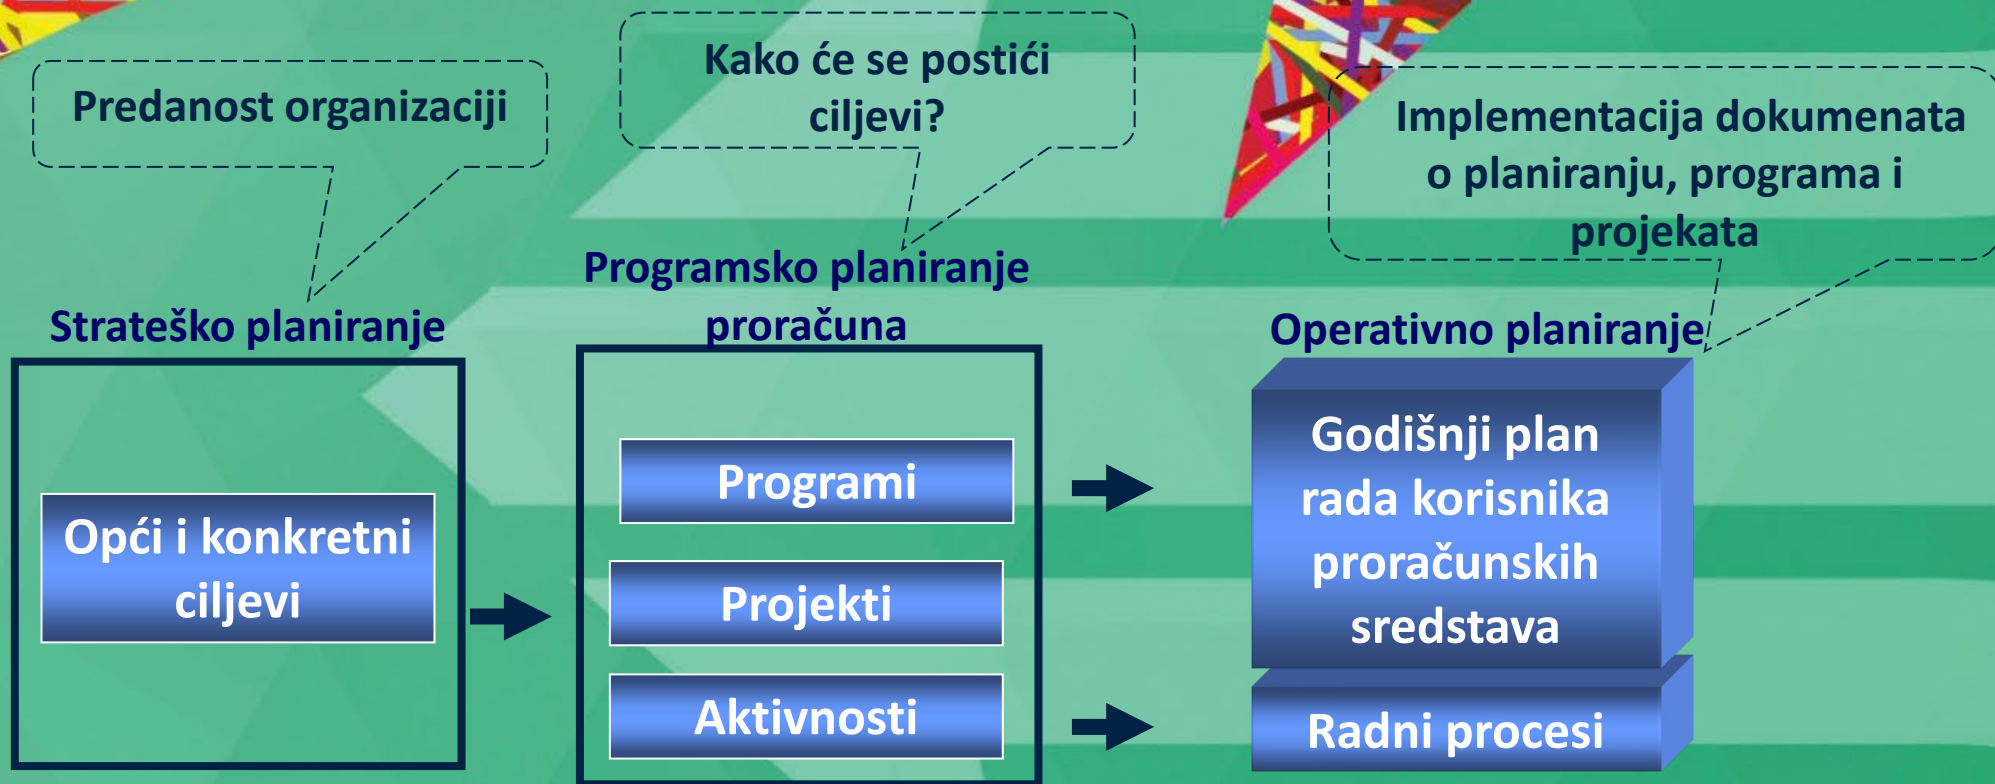 Predanost organizaciji
Kako će se postići
ciljevi?
Implementacija dokumenata
o planiranju, programa i
projekata
Strateško planiranje
Programsko planiranje
proračuna
Operativno planiranje
Opći i konkretni
ciljevi
Programi
Projekti
Aktivnosti
Godišnji plan
rada korisnika
proračunskih
sredstava
Radni procesi